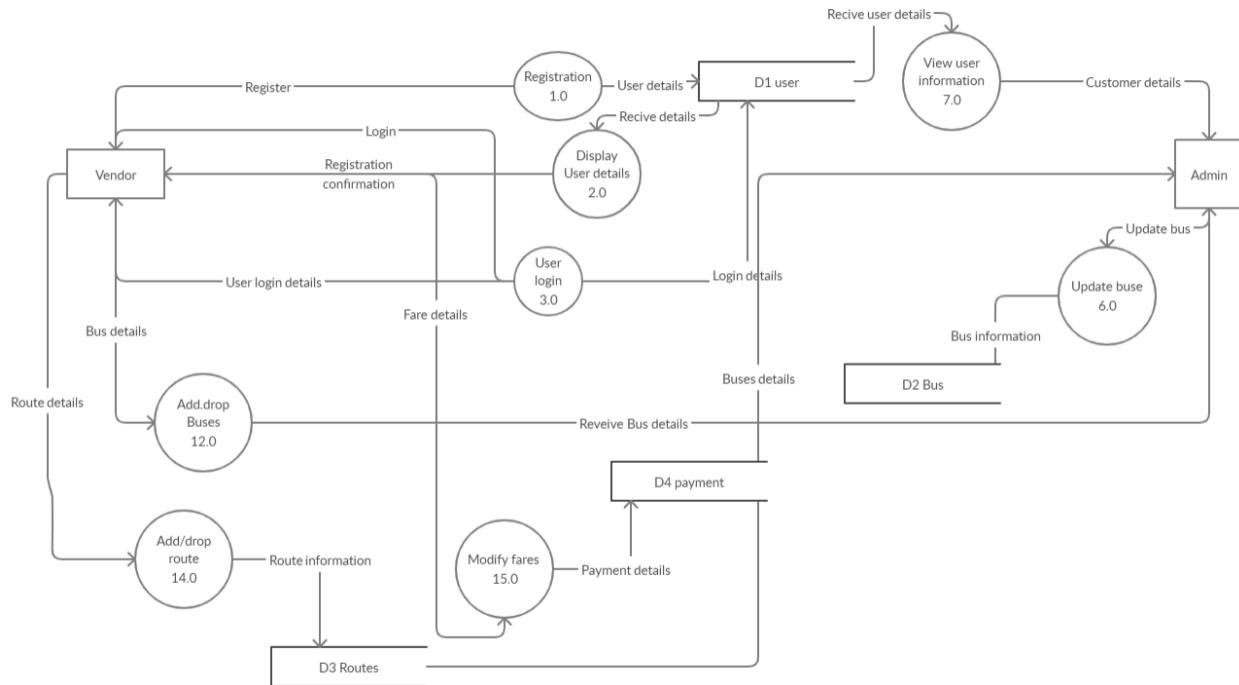 Recive user details
View user
information
7.0
Registration
1.0
User details
D1 user
Customer details
Register
Recive details
Login
Display
User details
2.0
Registration
confirmation
Vendor
Admin
Update bus
User
login
3.0
Login details
User login details
Update buse
6.0
Fare details
Bus details
Bus information
Buses details
D2 Bus
Route details
Add.drop
Buses
12.0
Reveive Bus details
D4 payment
Add/drop
route
14.0
Route information
Modify fares
15.0
Payment details
D3 Routes